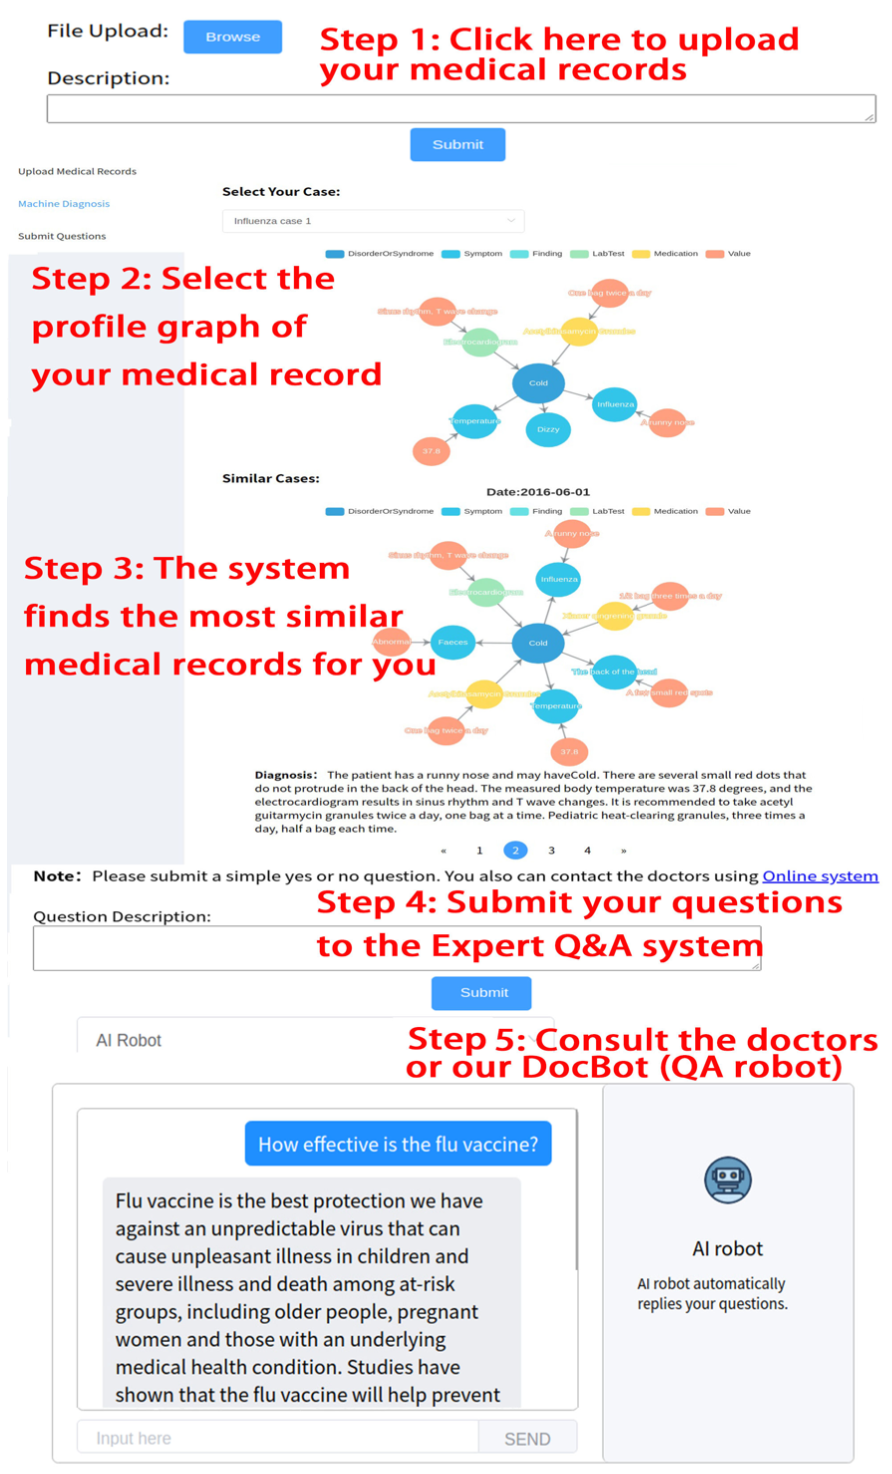 File Upload:
Browse
Step 1: Click here to upload
your medical records
Description:
Submit
Upload Medical Records
Machine Diagnosis
Submit Questions
Select Your Case:
Influenza case 1
DisorderOrSyndrome Symptom Finding LabTest Medication Value
Step 2: Select the
profile graph of
your medical record
One bag twice a day
Sinus rhythm, T wave change
Electrocardiogram
Cold
Influenza
A runny nose
Temperature
Dizzy
37.8
Similar Cases:
Date:2016-06-01
DisorderOrSyndrome Symptom Finding LabTest Medication Value
Step 3: The system
finds the most similar
medical records for you
A runny nose
Sinus rhythm, T wave change
Influenza
Electrocardiogram
three times a day
Abnormal
Faeces
Cold
The back of the head
A few small red spots
Temperature
One bag twice a day
37.8
Diagnosis: The patient has a runny nose and may haveCold. There are several small red dots that
do not protrude in the back of the head. The measured body temperature was 37.8 degrees, and the
electrocardiogram results in sinus rhythm and T wave changes. It is recommended to take acetyl
guitarmycin granules twice a day, one bag at a time. Pediatric heat-clearing granules, three times a
day, half a bag each time.
« 1 2 3 4 »
Note: Please submit a simple yes or no question. You also can contact the doctors using Online system
Step 4: Submit your questions
to the Expert Q&A system
Question Description:
Submit
AI Robot
Step 5: Consult the doctors
or our DocBot (QA robot)
How effective is the flu vaccine?
Flu vaccine is the best protection we have
against an unpredictable virus that can
cause unpleasant illness in children and
severe illness and death among at-risk
groups, including older people, pregnant
women and those with an underlying
medical health condition. Studies have
shown that the flu vaccine will help prevent
AI robot
AI robot automatically
replies your questions.
Input here
SEND